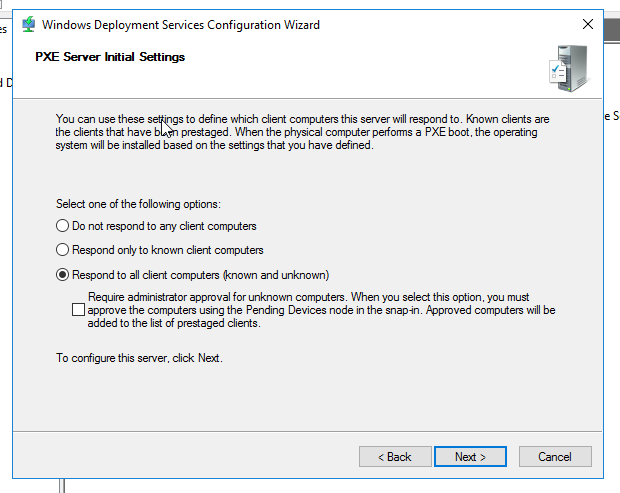 Windows Deployment Services Configuration Wizard
es
PXE Server Initial Settings
d D
e S
You can use these settings to define which client computers this server will respond to. Known clients are
the clients that have been prestaged. When the physical computer performs a PXE boot, the operating
system will be installed based on the settings that you have defined.
Select one of the following options:
Do not respond to any client computers
Respond only to known client computers
Respond to all client computers (known and unknown)
Require administrator approval for unknown computers. When you select this option, you must
approve the computers using the Pending Devices node in the snap-in. Approved computers will be
added to the list of prestaged clients.
To configure this server, click Next.
< Back
Next >
Cancel